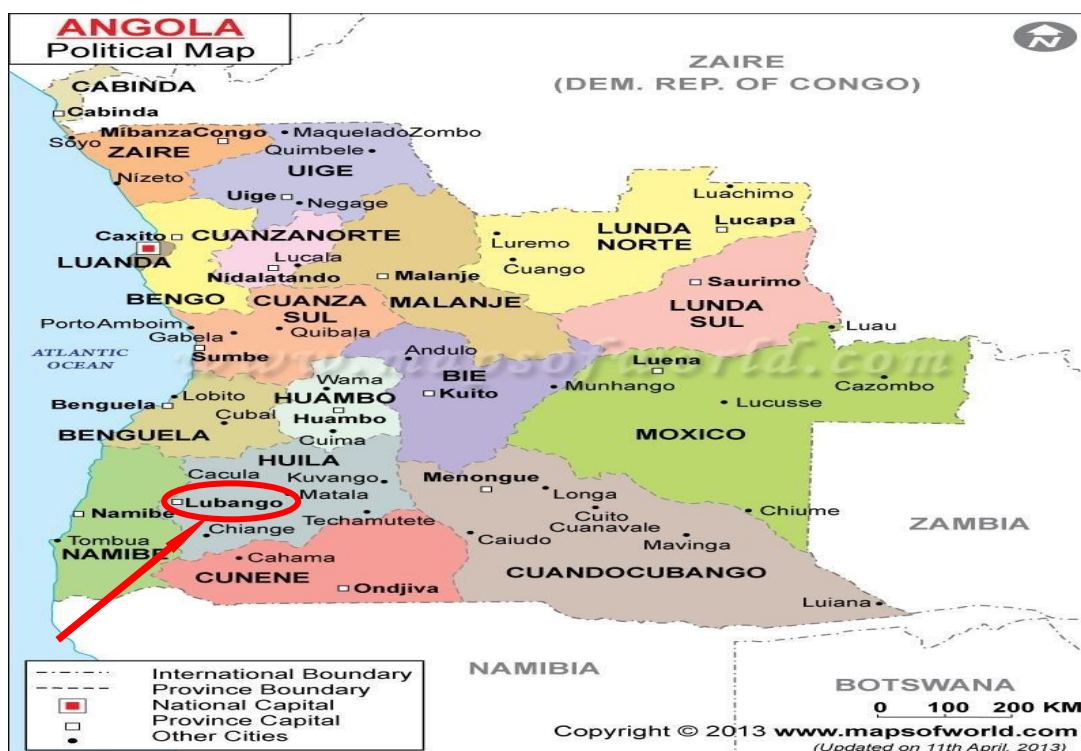 ANGOLA
Political Map
N
ZAIRE
(DEM. REP. OF CONGO)
CABINDA
Cabinda
Soyo
MibanzaCongo
MaqueladoZombo
ZAIRE
Quimbele
UIGE
Nizeto
Uige
Negage
Luachimo
Caxito
CUANZANORTE
Luremo
LUNDA
NORTE
Lucapa
LUANDA
Lucala
Cuango
Nidalatando
Malanje
Saurimo
BENGO
CUANZA
SUL
MALANJE
LUNDA
SUL
PortoAmboim
Gabela
Quibala
Luau
ATLANTIC
OCEAN
Sumbe
www.mapsofworld.com
Andulo
BIE
Luena
Wama
Munhango
Cazombo
HUAMBO
Kuito
Lobito
Benguela
Lucusse
Cubal
Huambo
BENGUELA
Cuima
MOXICO
HUILA
Cacula
Kuvango
Menongue
Lubango
Matala
Longa
Namibe
Techamutete
Cuito
Cuanavale
Chiume
ZAMBIA
Tombua
Chiange
Caiudo
Mavinga
NAMIBE
Cahama
CUNENE
CUANDOCUBANGO
Ondjiva
Luiana
NAMIBIA
BOTSWANA
International Boundary
Province Boundary
National Capital
Province Capital
Other Cities
0 100 200 KM
Copyright © 2013 www.mapsofworld.com
(Updated on 11th April, 2013)